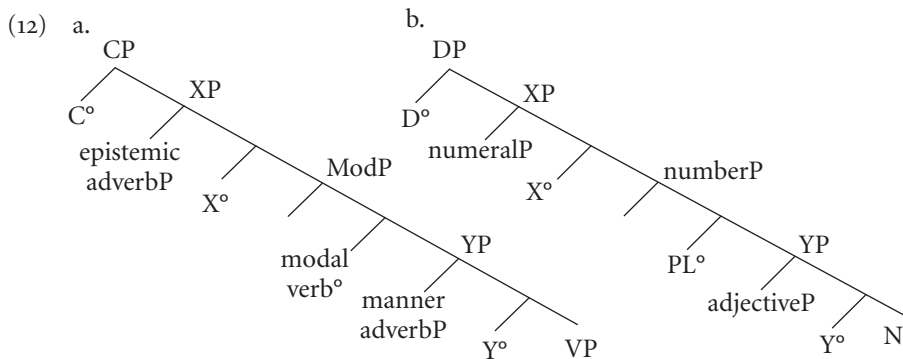 (12) a. b.
CP DP
C° XP D° XP
epistemic adverbP numeralP
X° ModP X° numberP
modal verb° PL°
YP YP
manner adverbP adjectiveP
Y° VP Y° N